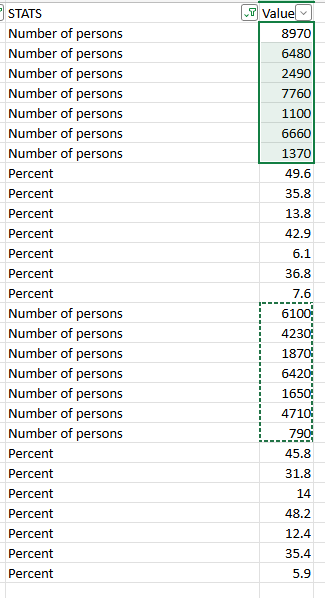 STATS Value
Number of persons 8970
Number of persons 6480
Number of persons 2490
Number of persons 7760
Number of persons 1100
Number of persons 6660
Number of persons 1370
Percent 49.6
Percent 35.8
Percent 13.8
Percent 42.9
Percent 6.1
Percent 36.8
Percent 7.6
Number of persons 6100
Number of persons 4230
Number of persons 1870
Number of persons 6420
Number of persons 1650
Number of persons 4710
Number of persons 790
Percent 45.8
Percent 31.8
Percent 14
Percent 48.2
Percent 12.4
Percent 35.4
Percent 5.9